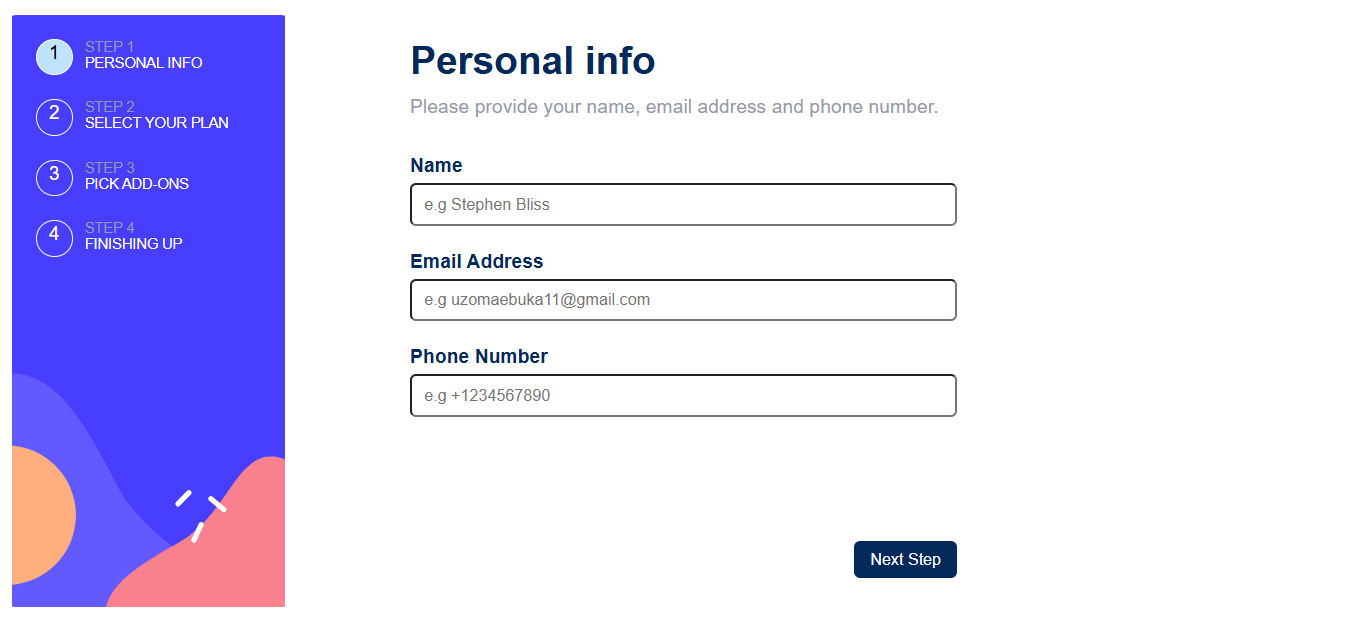 1
STEP 1
PERSONAL INFO
2
STEP 2
SELECT YOUR PLAN
3
STEP 3
PICK ADD-ONS
4
STEP 4
FINISHING UP
Personal info
Please provide your name, email address and phone number.
Name
e.g Stephen Bliss
Email Address
e.g uzomaebuka11@gmail.com
Phone Number
e.g +1234567890
Next Step